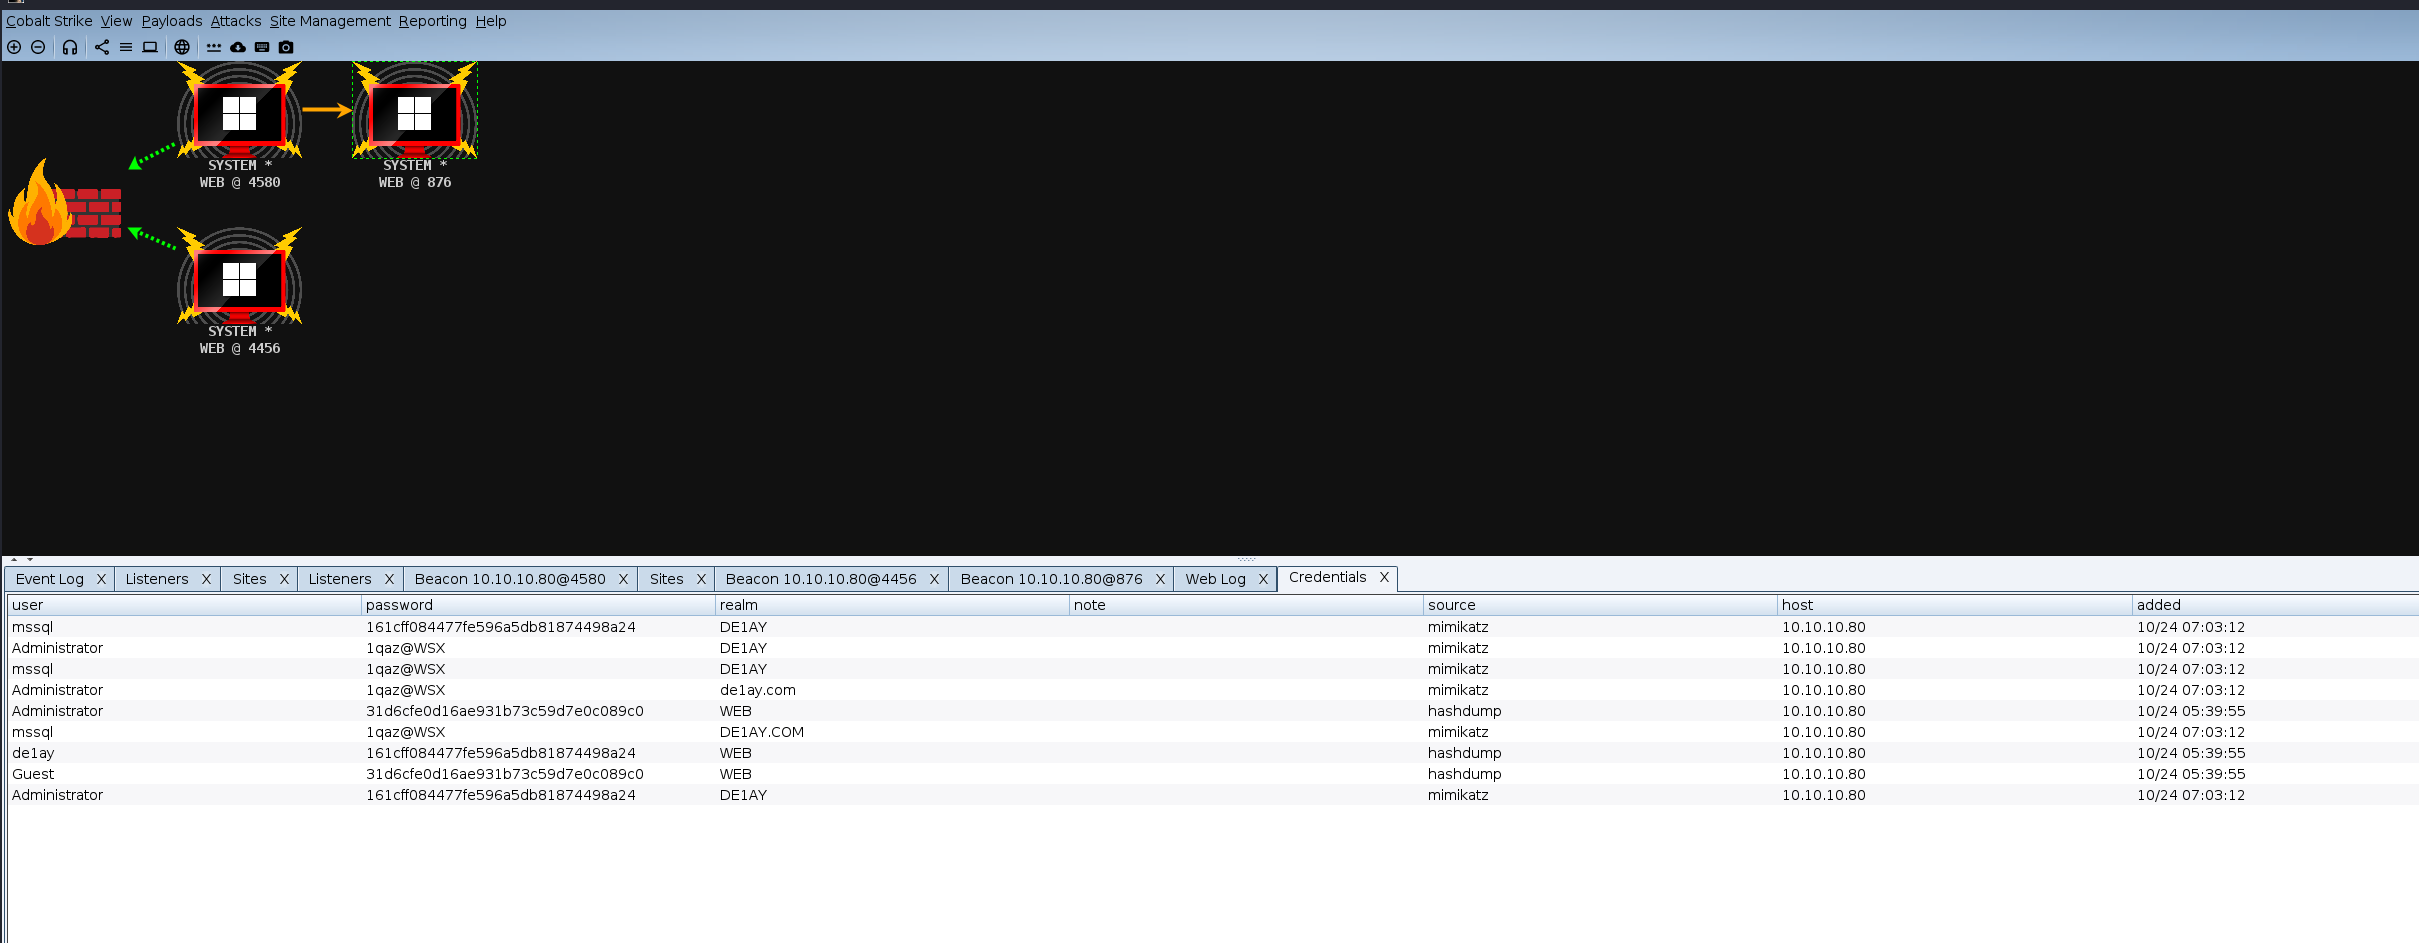 Cobalt Strike View Payloads Attacks Site Management Reporting Help
SYSTEM * SYSTEM *
WEB @ 4580 WEB @ 876
SYSTEM *
WEB @ 4456
Event Log X Listeners X Sites X Listeners X Beacon 10.10.10.80@4580 X Sites X Beacon 10.10.10.80@4456 X Beacon 10.10.10.80@876 X Web Log X Credentials X
user password realm note source host added
mssql 161cff084477fe596a5db81874498a24 DE1AY mimikatz 10.10.10.80 10/24 07:03:12
Administrator 1qaz@WSX DE1AY mimikatz 10.10.10.80 10/24 07:03:12
mssql 1qaz@WSX DE1AY mimikatz 10.10.10.80 10/24 07:03:12
Administrator 1qaz@WSX de1ay.com mimikatz 10.10.10.80 10/24 07:03:12
Administrator 31d6cfe0d16ae931b73c59d7e0c089c0 WEB hashdump 10.10.10.80 10/24 05:39:55
mssql 1qaz@WSX DE1AY.COM mimikatz 10.10.10.80 10/24 07:03:12
de1ay 161cff084477fe596a5db81874498a24 WEB hashdump 10.10.10.80 10/24 05:39:55
Guest 31d6cfe0d16ae931b73c59d7e0c089c0 WEB hashdump 10.10.10.80 10/24 05:39:55
Administrator 161cff084477fe596a5db81874498a24 DE1AY mimikatz 10.10.10.80 10/24 07:03:12